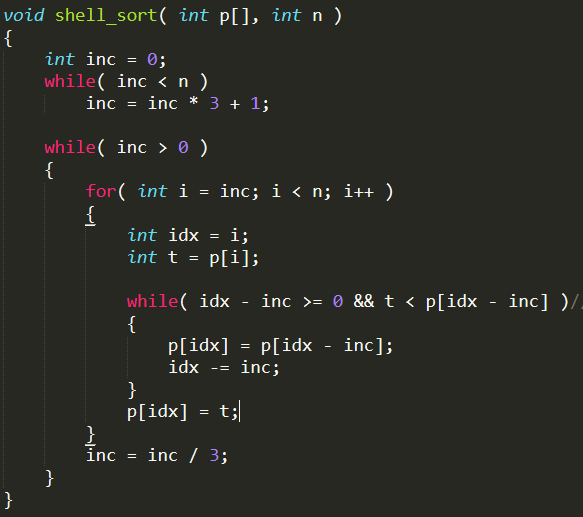 void shell_sort( int p[], int n )
{
    int inc = 0;
    while( inc < n )
        inc = inc * 3 + 1;

    while( inc > 0 )
    {
        for( int i = inc; i < n; i++ )
        {
            int idx = i;
            int t = p[i];

            while( idx - inc >= 0 && t < p[idx - inc] )//
            {
                p[idx] = p[idx - inc];
                idx -= inc;
            }
            p[idx] = t;
        }
        inc = inc / 3;
    }
}